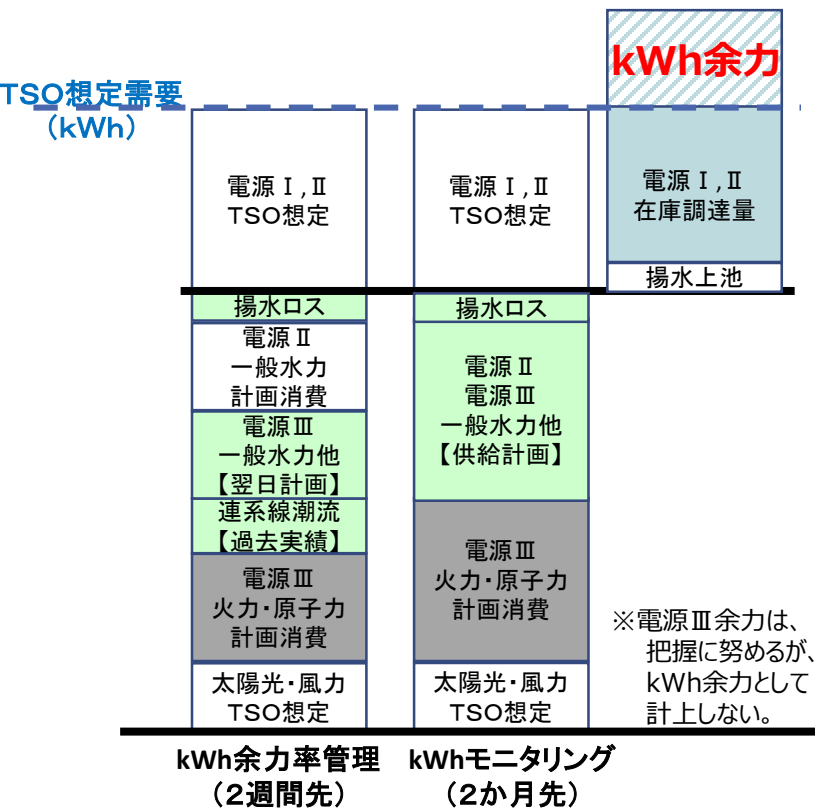 kWh余力
TSO想定需要
（kWh）
電源Ⅰ,Ⅱ
TSO想定
揚水ロス
電源Ⅱ
一般水力
計画消費
電源Ⅲ
一般水力他
【翌日計画】
連系線潮流
【過去実績】
電源Ⅲ
火力・原子力
計画消費
太陽光・風力
TSO想定
kWh余力率管理
（２週間先）
電源Ⅰ,Ⅱ
TSO想定
揚水ロス
電源Ⅱ
電源Ⅲ
一般水力他
【供給計画】
電源Ⅲ
火力・原子力
計画消費
太陽光・風力
TSO想定
kWhモニタリング
（２か月先）
電源Ⅰ,Ⅱ
在庫調達量
揚水上池
※電源Ⅲ余力は、
把握に努めるが、
kWh余力として
計上しない。